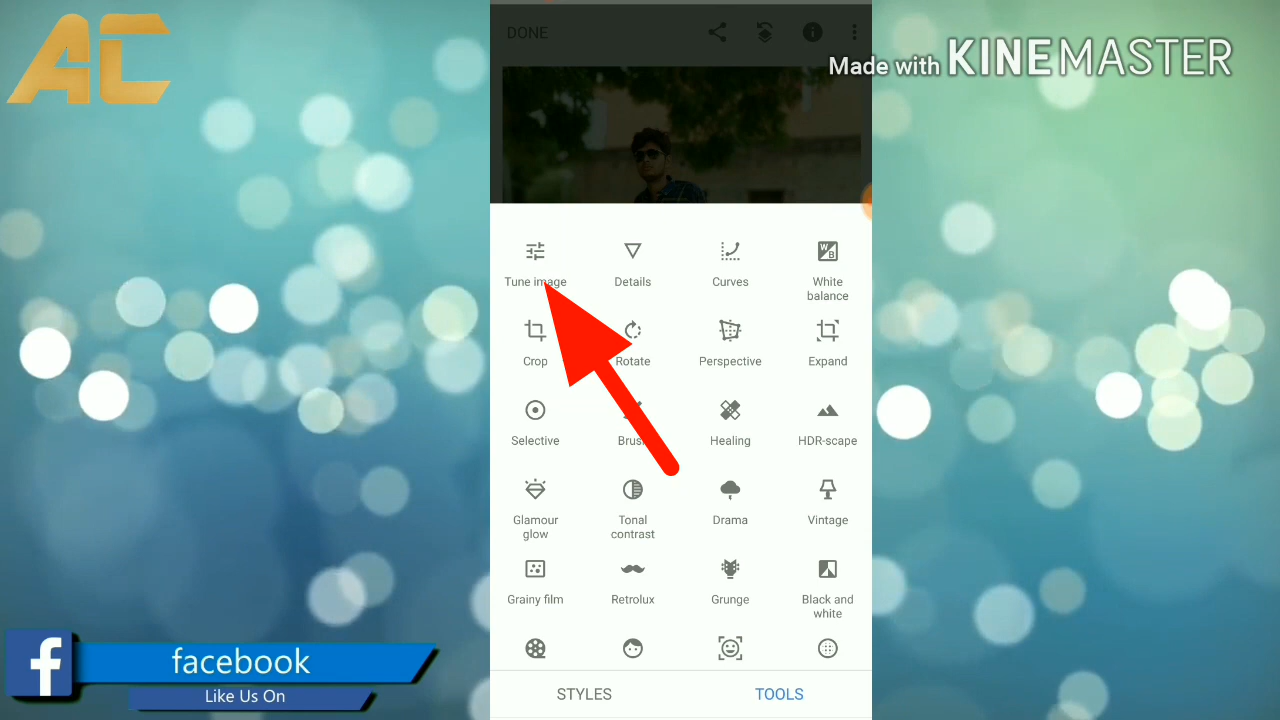 AC
DONE
Made with KINEMASTER
Tune image
Details
Curves
White
balance
Crop
Rotate
Perspective
Expand
Selective
Brus
Healing
HDR-scape
Glamour
glow
Tonal
contrast
Drama
Vintage
Grainy film
Retrolux
Grunge
Black and
white
f facebook
Like Us On
STYLES
TOOLS